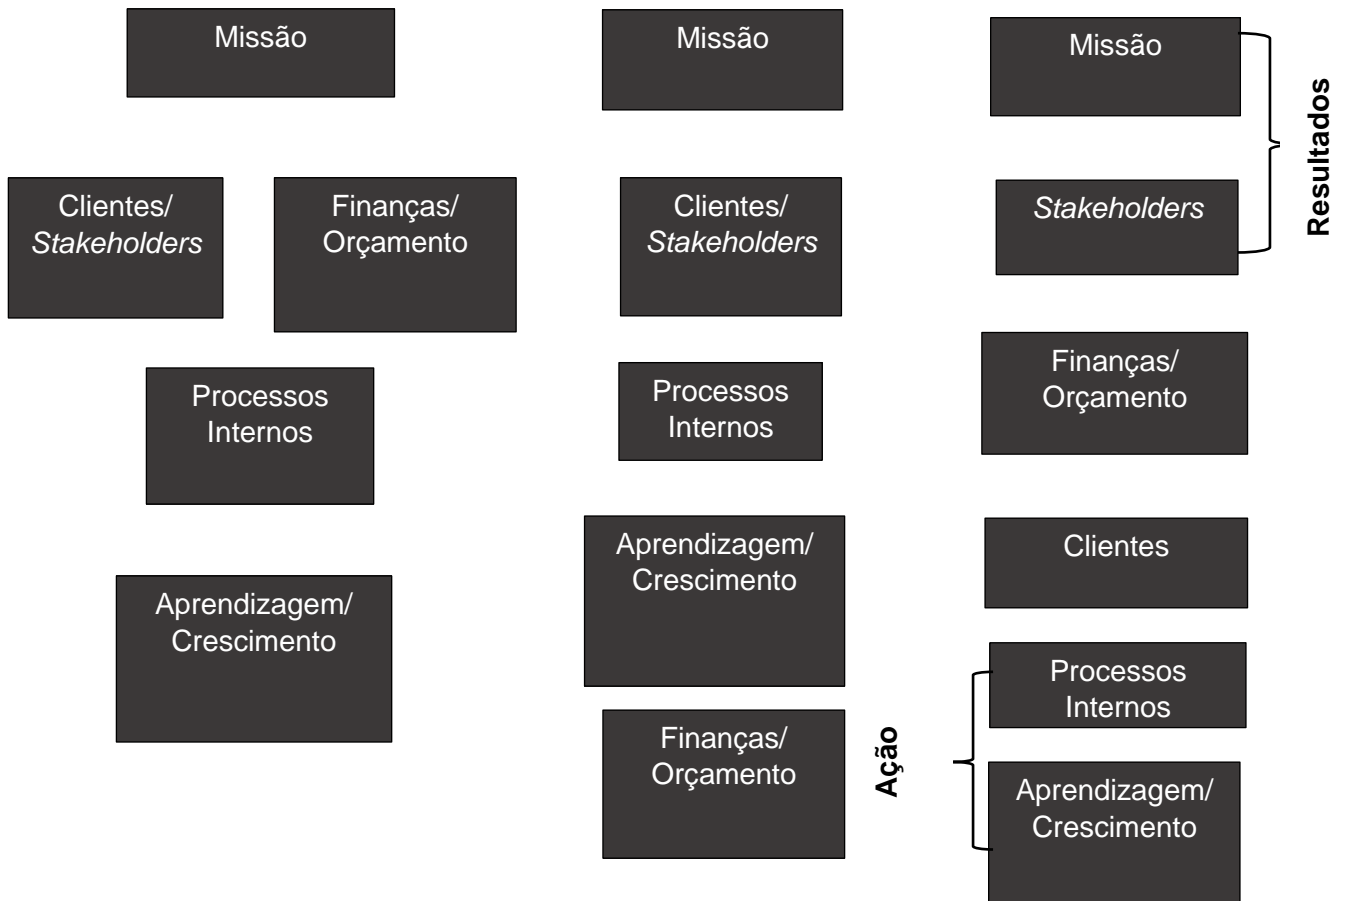 Missão
Clientes/
Stakeholders
Finanças/
Orçamento
Processos
Internos
Aprendizagem/
Crescimento
Missão
Clientes/
Stakeholders
Processos
Internos
Aprendizagem/
Crescimento
Finanças/
Orçamento
Missão
Stakeholders
Resultados
Finanças/
Orçamento
Clientes
Processos
Internos
Aprendizagem/
Crescimento
Ação